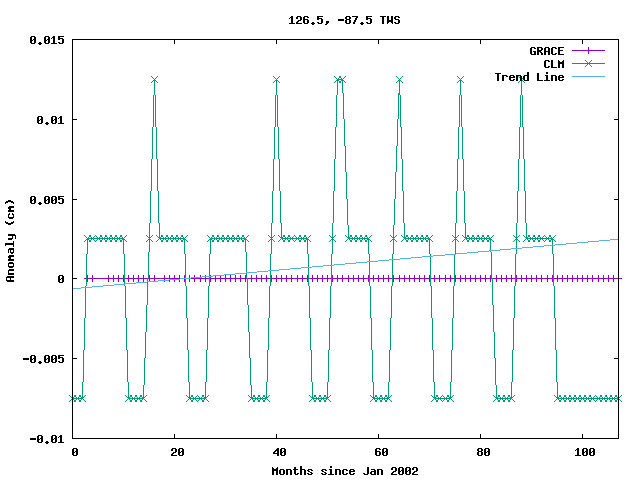 126.5, -87.5 TWS
0.015
0.01
0.005
0
-0.005
-0.01
Anomaly (cm)
GRACE
CLM
Trend Line
0 20 40 60 80 100
Months since Jan 2002